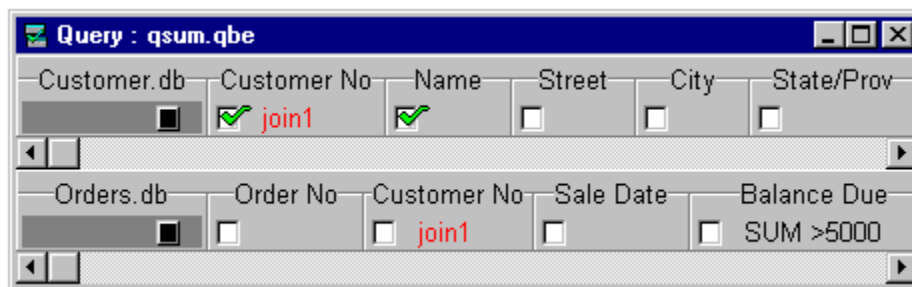 Query : qsum.qbe
Customer.db Customer No Name Street City State/Prov
join1
Orders.db Order No Customer No Sale Date Balance Due
join1 SUM >5000